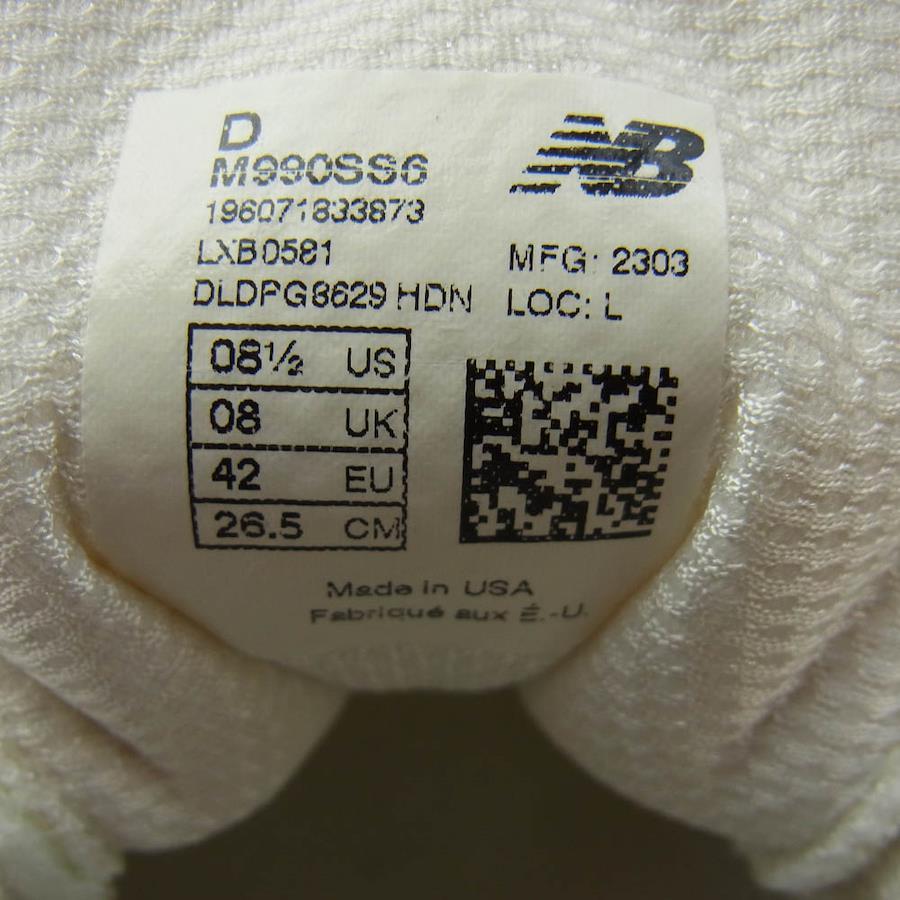 D
NB
M990SS6
196071833873
LXB0581
MFG: 2303
DLDPG8629 HDN
LOC: L
08½ US
08 UK
42 EU
26.5 CM
Made in USA
Fabriqué aux É.-U.